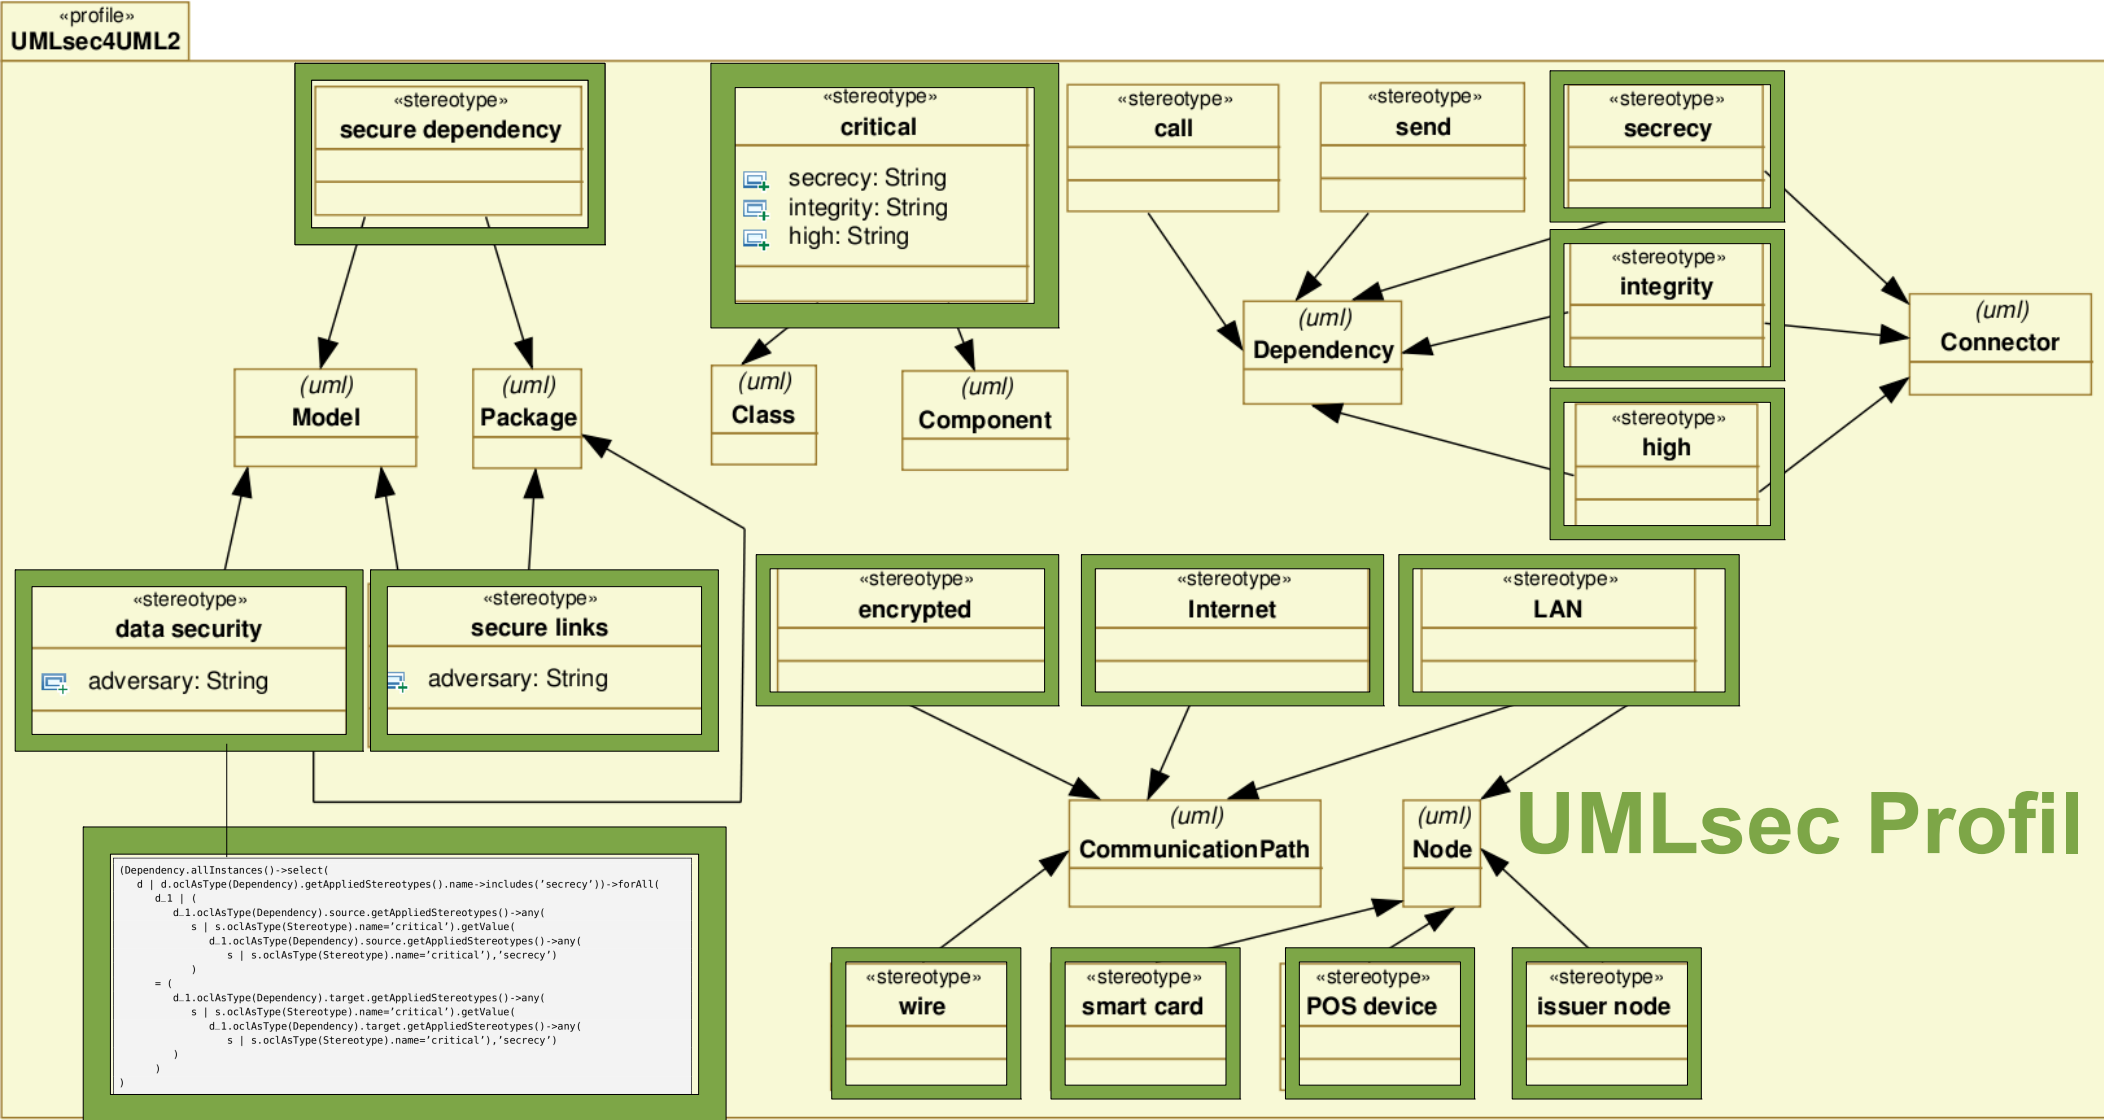 «profile»
UMLsec4UML2
«stereotype»
secure dependency
«stereotype»
critical
secrecy: String
integrity: String
high: String
«stereotype»
call
«stereotype»
send
«stereotype»
secrecy
«stereotype»
integrity
«stereotype»
high
(uml)
Dependency
(uml)
Connector
(uml)
Model
(uml)
Package
(uml)
Class
(uml)
Component
«stereotype»
data security
adversary: String
«stereotype»
secure links
adversary: String
«stereotype»
encrypted
«stereotype»
Internet
«stereotype»
LAN
(uml)
CommunicationPath
(uml)
Node
UMLsec Profil
(Dependency.allInstances()->select(
d | d.oclAsType(Dependency).getAppliedStereotypes().name->includes('secrecy'))->forAll(
d_1 | (
d_1.oclAsType(Dependency).source.getAppliedStereotypes()->any(
s | s.oclAsType(Stereotype).name='critical').getValue(
d_1.oclAsType(Dependency).source.getAppliedStereotypes()->any(
s | s.oclAsType(Stereotype).name='critical'),'secrecy')
)
= (
d_1.oclAsType(Dependency).target.getAppliedStereotypes()->any(
s | s.oclAsType(Stereotype).name='critical').getValue(
d_1.oclAsType(Dependency).target.getAppliedStereotypes()->any(
s | s.oclAsType(Stereotype).name='critical'),'secrecy')
)
)
)
«stereotype»
wire
«stereotype»
smart card
«stereotype»
POS device
«stereotype»
issuer node